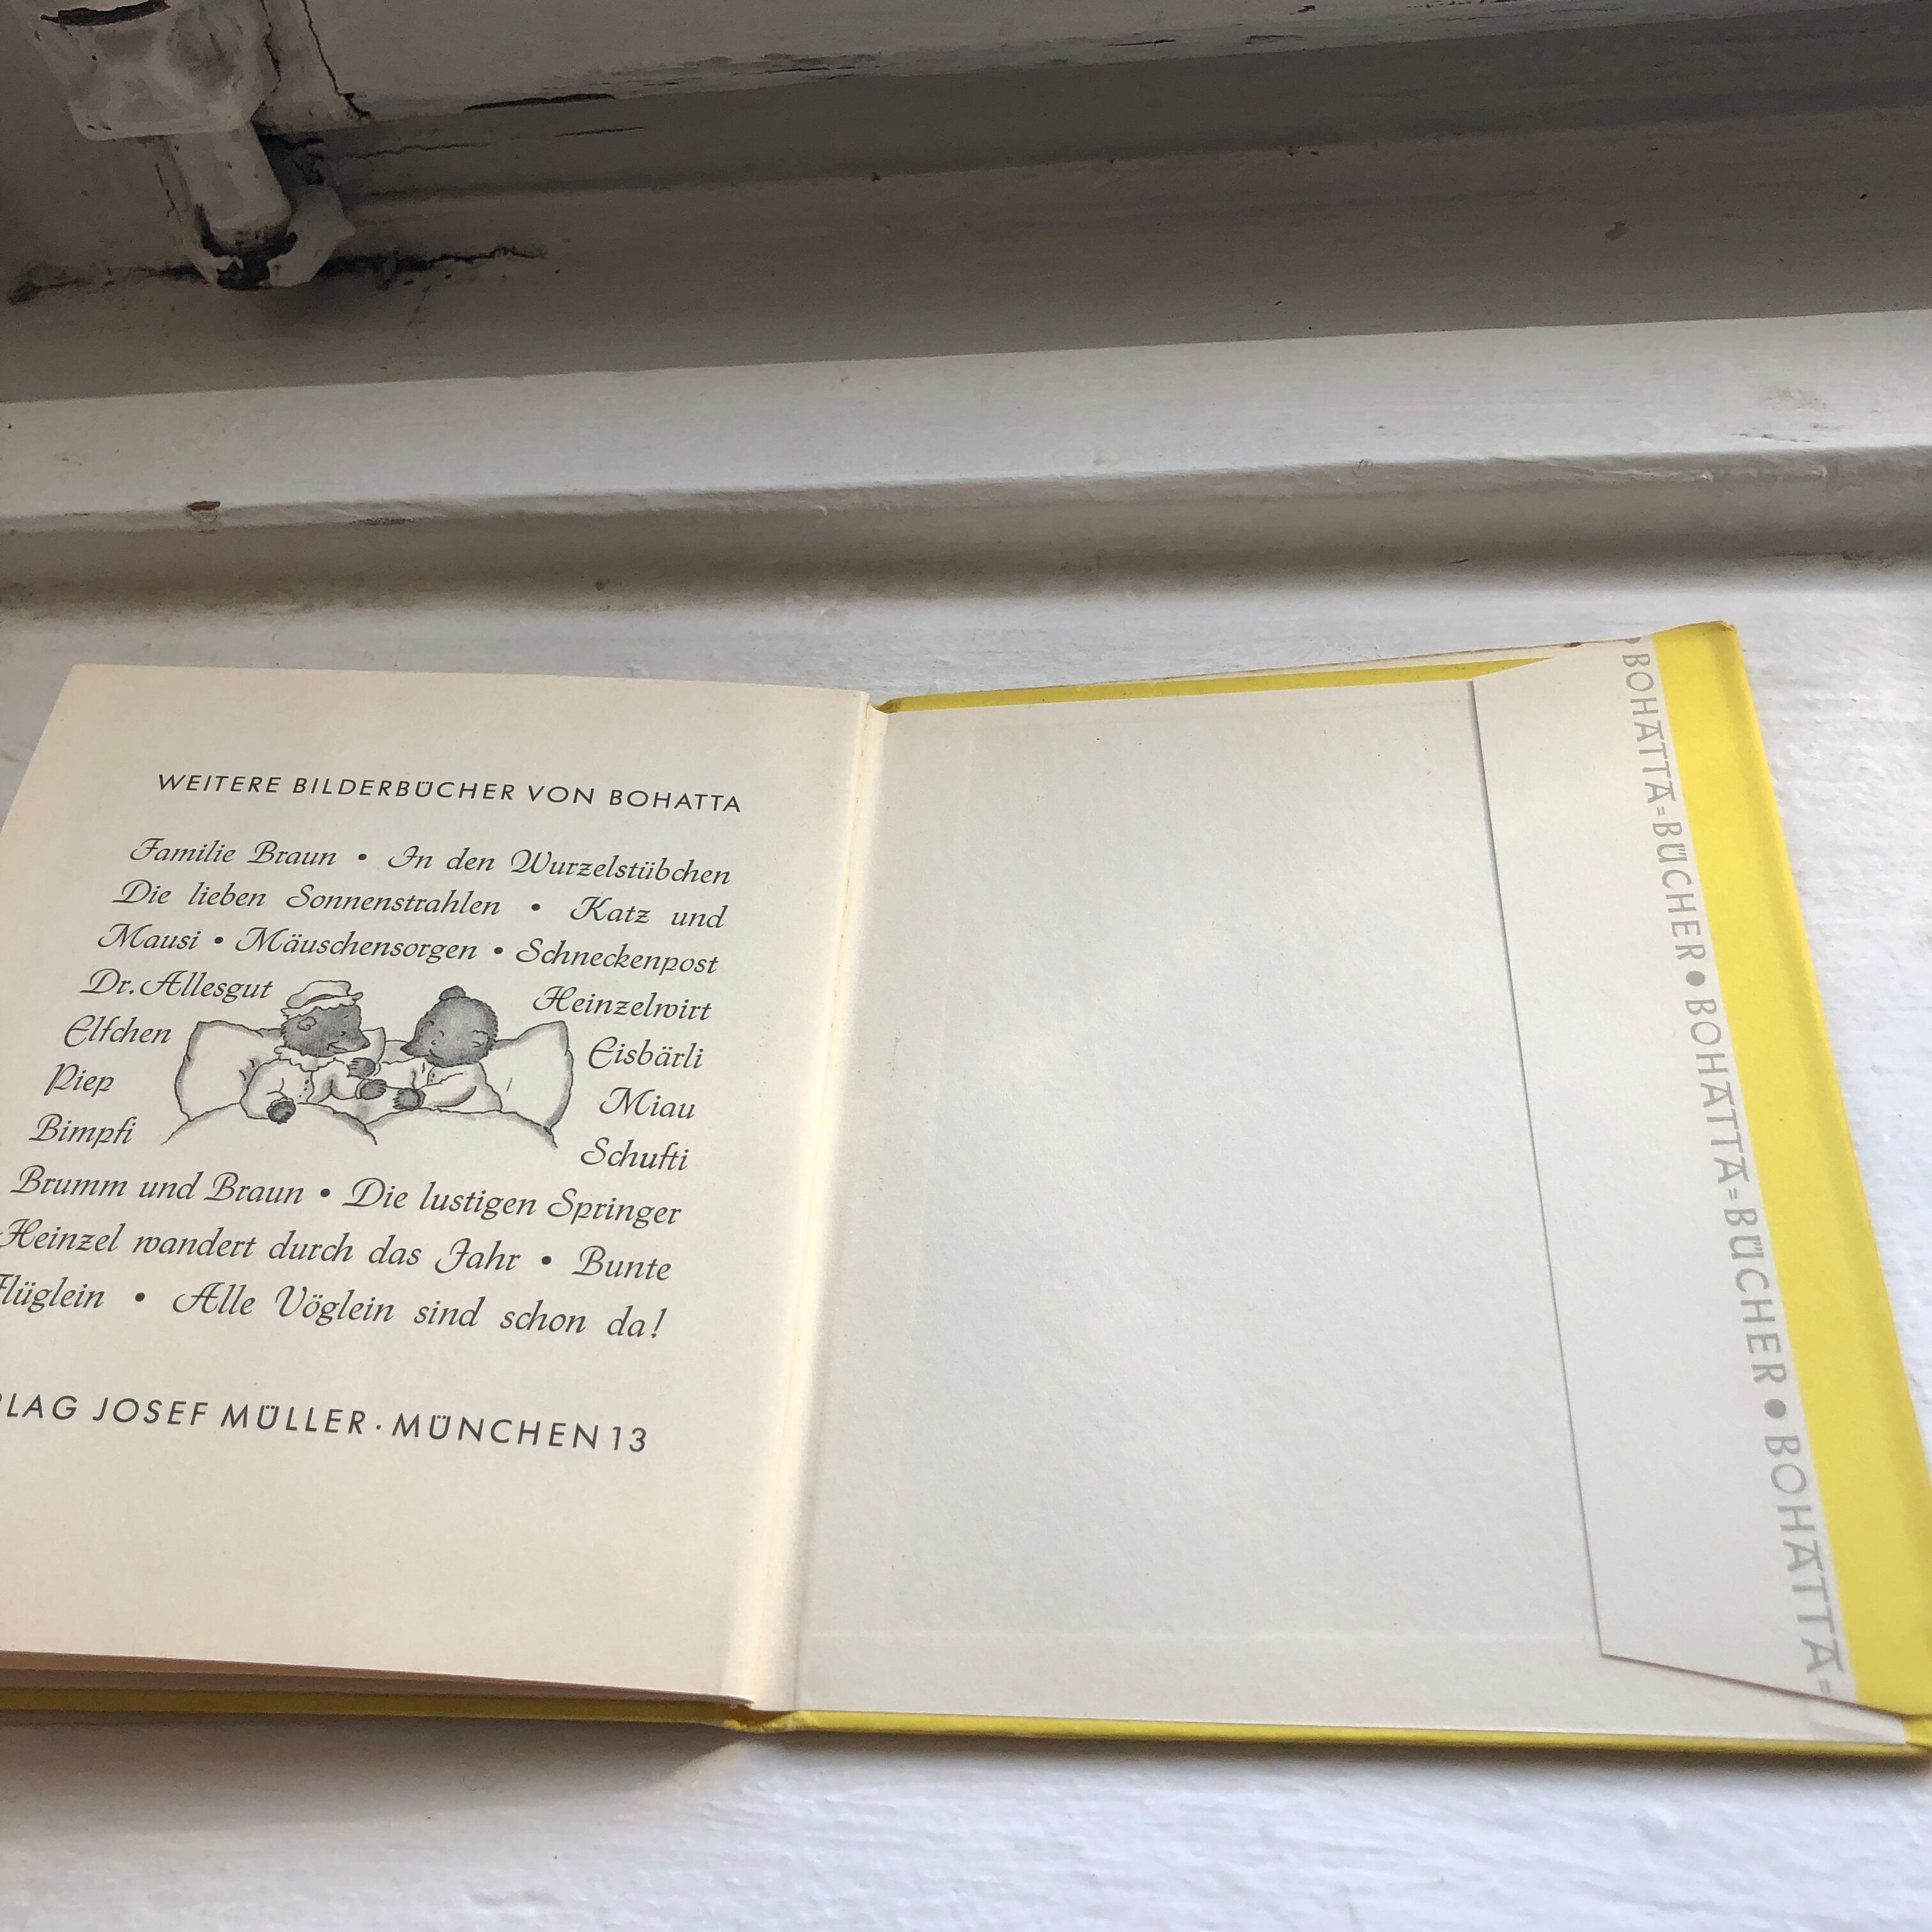 WEITERE BILDERBÜCHER VON BOHATTA
Familie Braun • In den Wurzelstübchen
Die lieben Sonnenstrahlen • Katz und
Mausi • Mäuschensorgen • Schneckenpost
Dr. Allesgut Heinzelwirt
Elfchen Eisbärli
Piep Miau
Bimpfi Schufti
Brumm und Braun • Die lustigen Springer
Heinzel wandert durch das Jahr • Bunte
Flüglein • Alle Vöglein sind schon da!
JOSEF MÜLLER · MÜNCHEN 13
• BOHATTA=BÜCHER • BOHATTA=BÜCHER • BOHATTA=